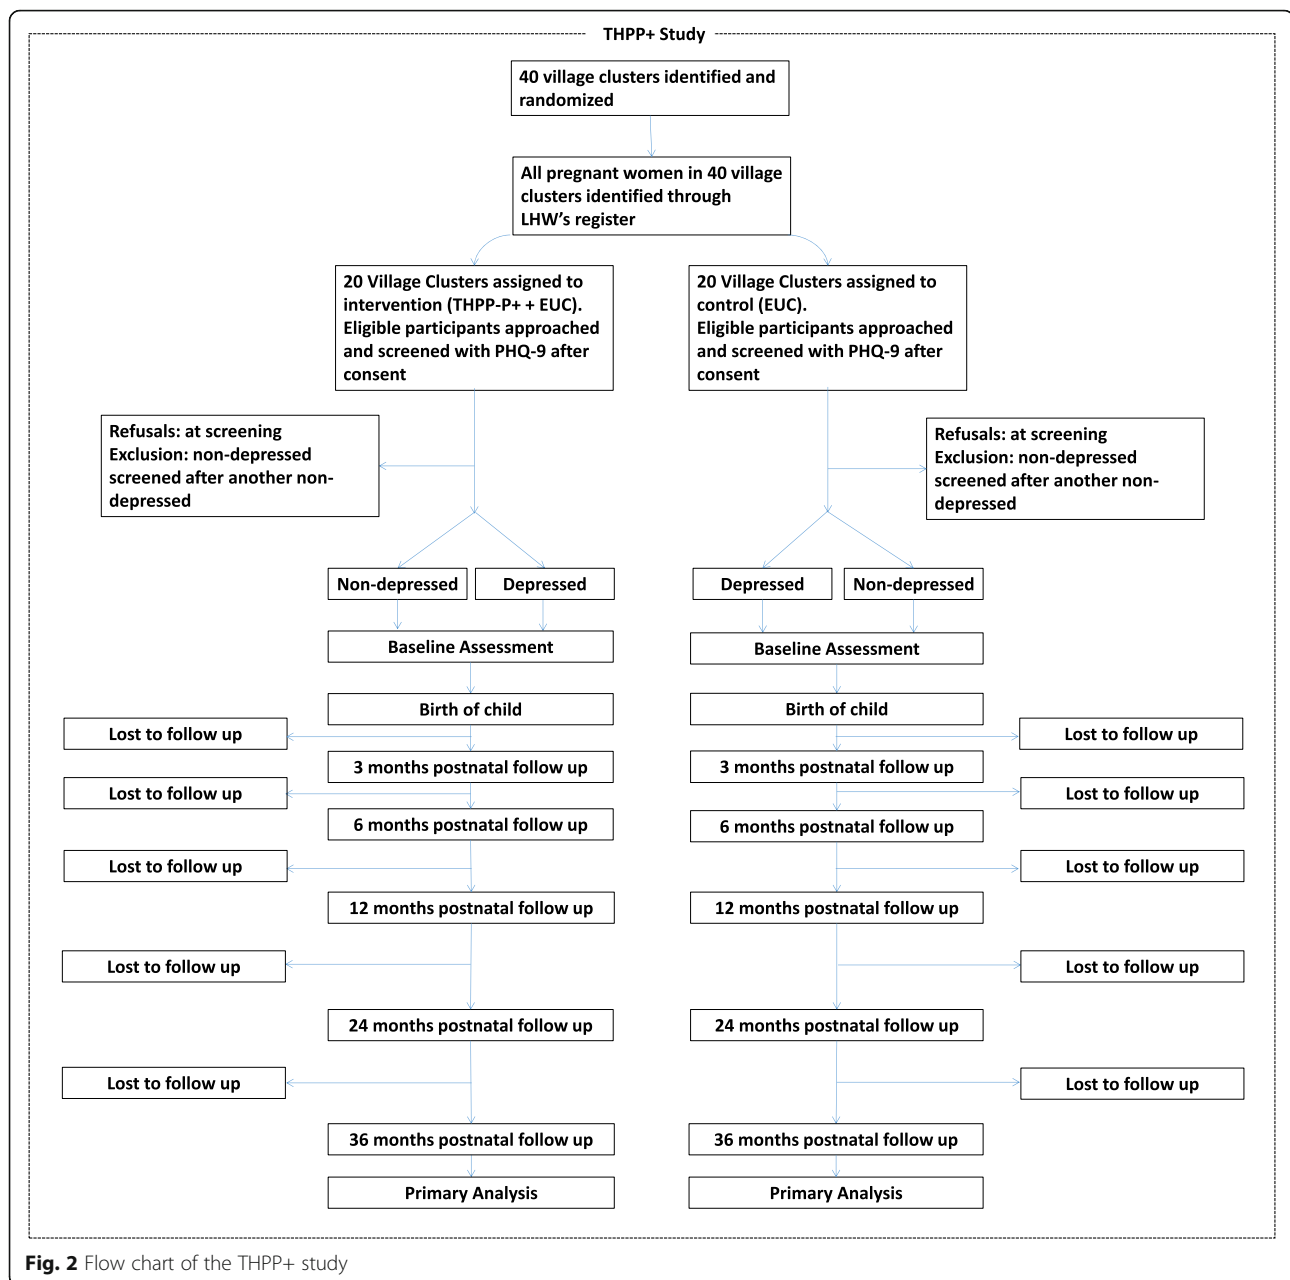 THPP+ Study
40 village clusters identified and
randomized
All pregnant women in 40 village
clusters identified through
LHW's register
20 Village Clusters assigned to
intervention (THPP-P+ + EUC).
Eligible participants approached
and screened with PHQ-9 after
consent
20 Village Clusters assigned to
control (EUC).
Eligible participants approached
and screened with PHQ-9 after
consent
Refusals: at screening
Exclusion: non-depressed
screened after another non-
depressed
Refusals: at screening
Exclusion: non-depressed
screened after another non-
depressed
Non-depressed
Depressed
Depressed
Non-depressed
Baseline Assessment
Baseline Assessment
Birth of child
Birth of child
Lost to follow up
Lost to follow up
3 months postnatal follow up
3 months postnatal follow up
Lost to follow up
Lost to follow up
6 months postnatal follow up
6 months postnatal follow up
Lost to follow up
Lost to follow up
12 months postnatal follow up
12 months postnatal follow up
Lost to follow up
Lost to follow up
24 months postnatal follow up
24 months postnatal follow up
Lost to follow up
Lost to follow up
36 months postnatal follow up
36 months postnatal follow up
Primary Analysis
Primary Analysis
Fig. 2 Flow chart of the THPP+ study